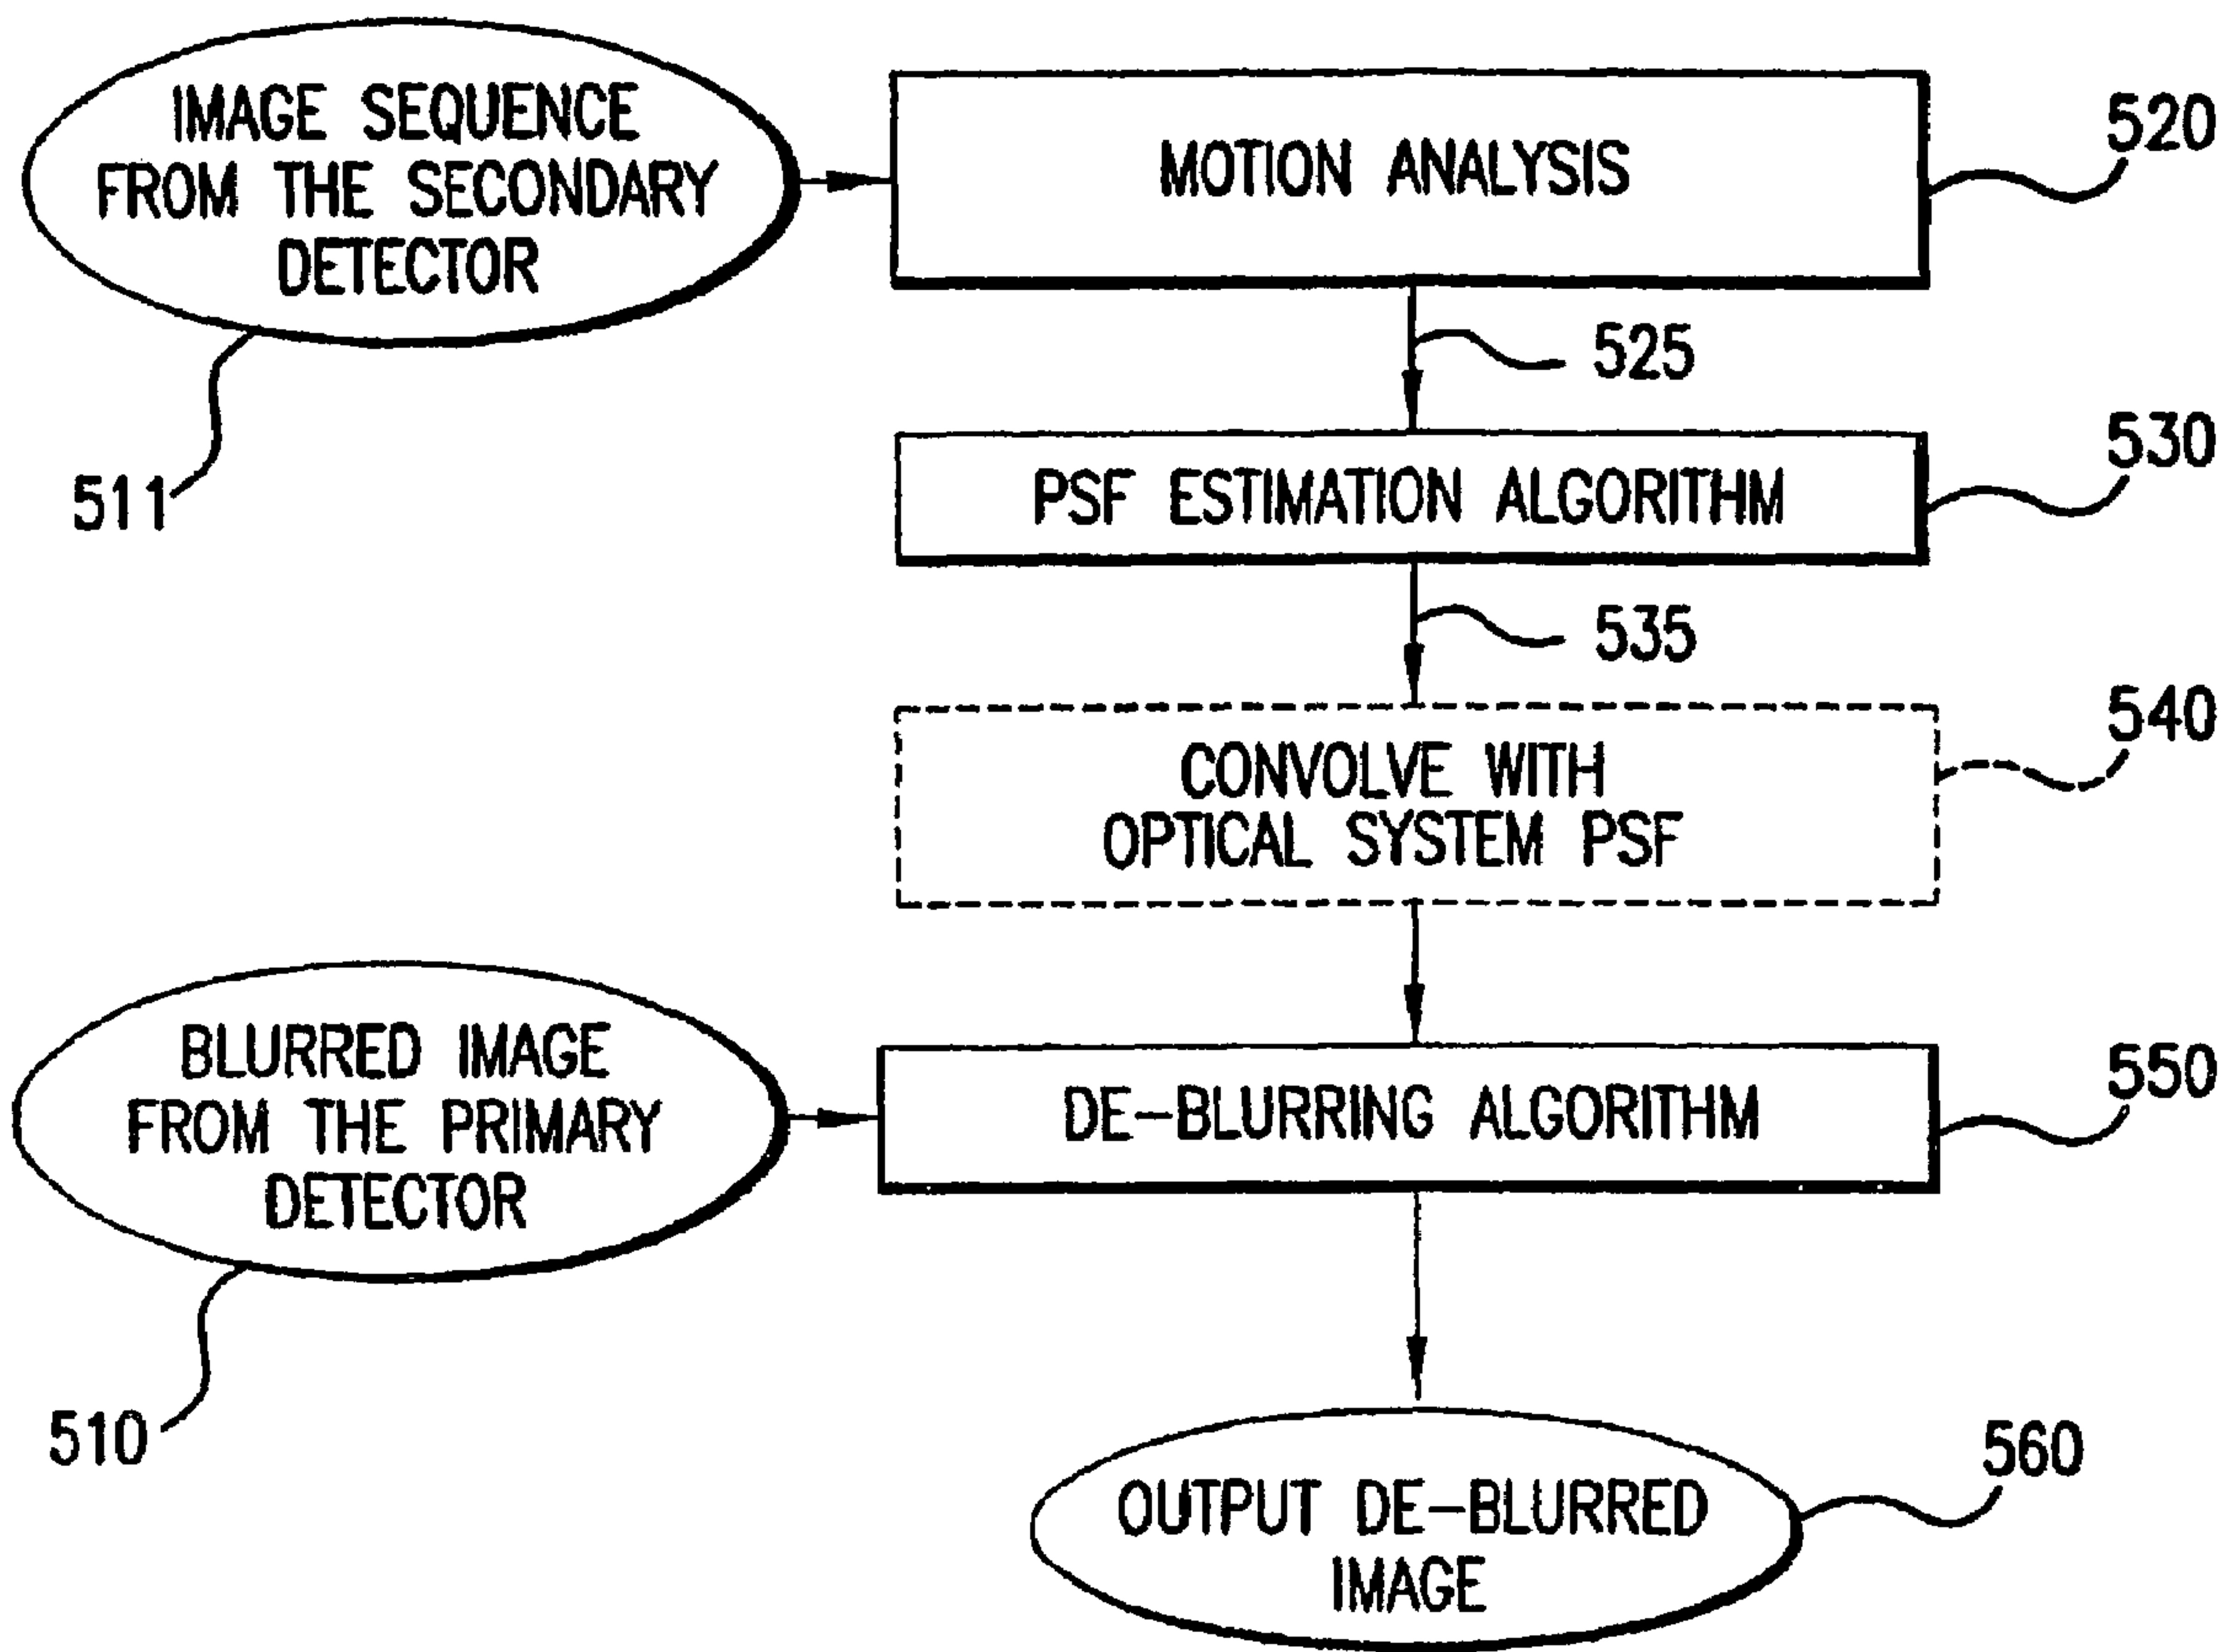 IMAGE SEQUENCE
FROM THE SECONDARY
DETECTOR
511
MOTION ANALYSIS
520
525
PSF ESTIMATION ALGORITHM
530
535
CONVOLVE WITH
OPTICAL SYSTEM PSF
540
BLURRED IMAGE
FROM THE PRIMARY
DETECTOR
510
DE-BLURRING ALGORITHM
550
OUTPUT DE-BLURRED
IMAGE
560